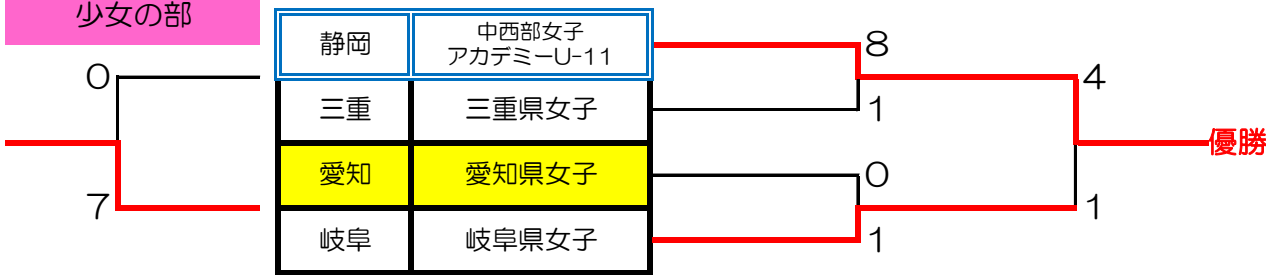 少女の部
静岡
中西部女子
アカデミーU-11
8
0
4
三重
三重県女子
1
優勝
愛知
愛知県女子
0
7
1
岐阜
岐阜県女子
1